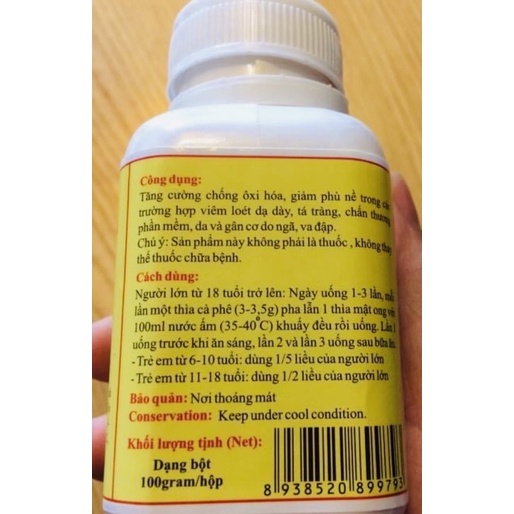 Công dụng:
Tăng cường chống ôxi hóa, giảm phù nề trong các
trường hợp viêm loét dạ dày, tá tràng, chấn thương
phần mềm, da và gân cơ do ngã, va đập.
Chú ý: Sản phẩm này không phải là thuốc , không thay
thế thuốc chữa bệnh.
Cách dùng:
Người lớn từ 18 tuổi trở lên: Ngày uống 1-3 lần, mỗi
lần một thìa cà phê (3-3,5g) pha lẫn 1 thìa mật ong với
100ml nước ấm (35-40°C) khuấy đều rồi uống. Lần 1
uống trước khi ăn sáng, lần 2 và lần 3 uống sau bữa
-Trẻ em từ 6-10 tuổi: dùng 1/5 liều của người lớn
-Trẻ em từ 11-18 tuổi: dùng 1/2 liều của người lớn
Bảo quản: Nơi thoáng mát
Conservation: Keep under cool condition.
Khối lượng tịnh (Net):
Dạng bột
100gram/hộp
8 938520 899793